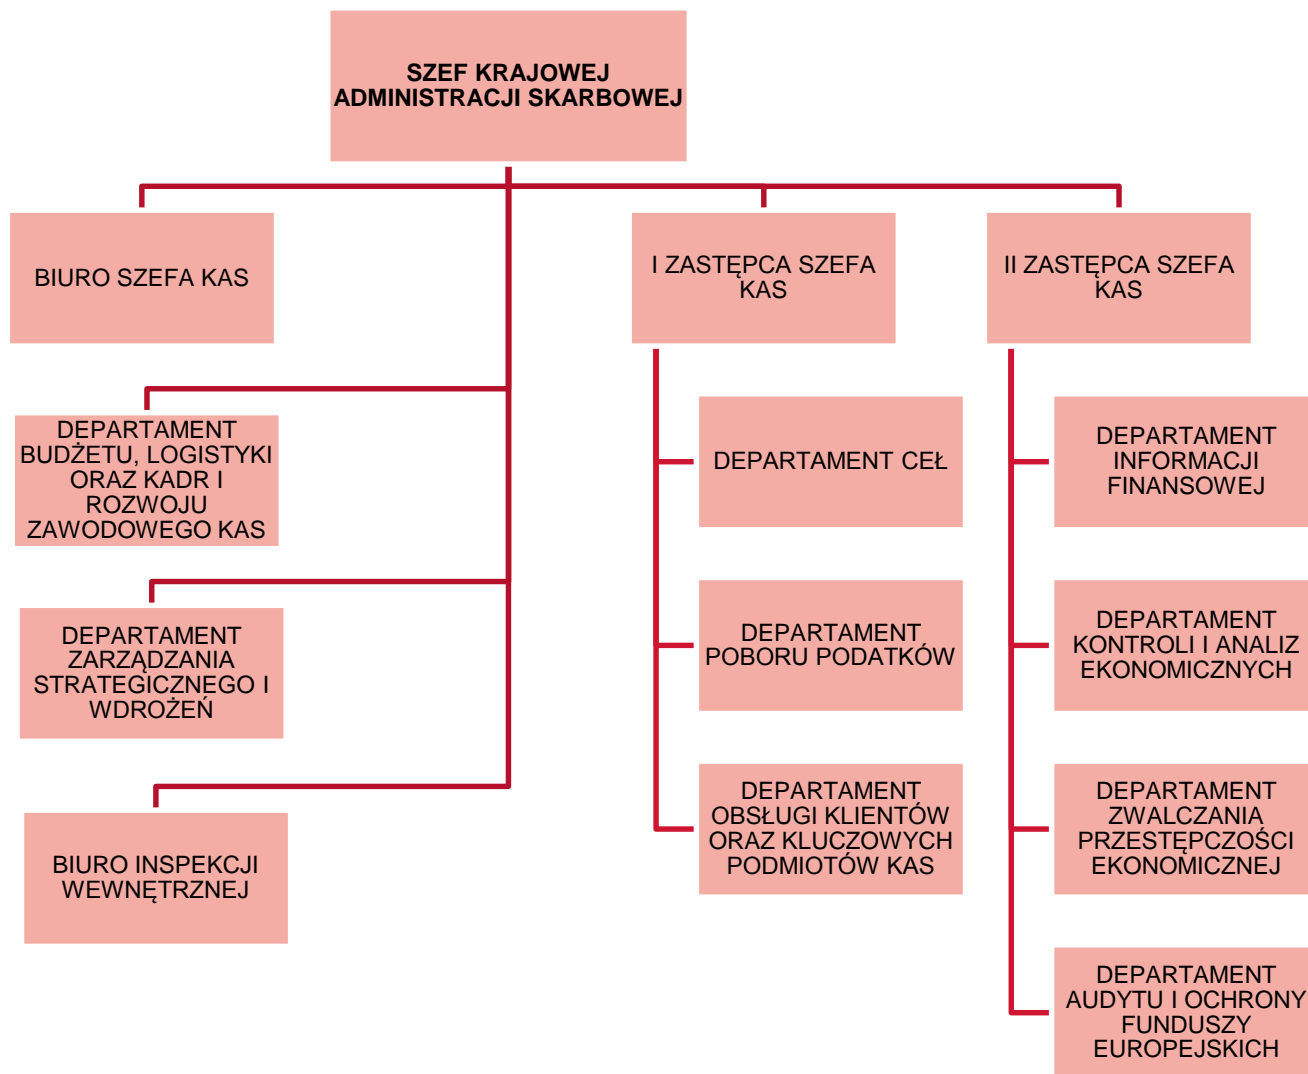 SZEF KRAJOWEJ
ADMINISTRACJI SKARBOWEJ
BIURO SZEFA KAS
I ZASTĘPCA SZEFA
KAS
II ZASTĘPCA SZEFA
KAS
DEPARTAMENT
BUDŻETU, LOGISTYKI
ORAZ KADR I
ROZWOJU
ZAWODOWEGO KAS
DEPARTAMENT
ZARZĄDZANIA
STRATEGICZNEGO I
WDROŻEŃ
BIURO INSPEKCJI
WEWNĘTRZNEJ
DEPARTAMENT CEŁ
DEPARTAMENT
POBORU PODATKÓW
DEPARTAMENT
OBSŁUGI KLIENTÓW
ORAZ KLUCZOWYCH
PODMIOTÓW KAS
DEPARTAMENT
INFORMACJI
FINANSOWEJ
DEPARTAMENT
KONTROLI I ANALIZ
EKONOMICZNYCH
DEPARTAMENT
ZWALCZANIA
PRZESTĘPCZOŚCI
EKONOMICZNEJ
DEPARTAMENT
AUDYTU I OCHRONY
FUNDUSZY
EUROPEJSKICH